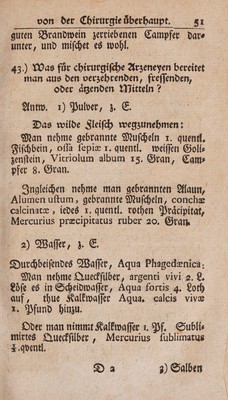 von der Chirurgie überhaupt. 51
guten Brandwein zerriebenen Campfer dar-
unter, und mischet es wohl.
43.) Was für chirurgische Arzeneyen bereitet
man aus den verzehrenden, fressenden,
oder äzenden Mitteln?
Antw. 1) Pulver, z. E.
Das wilde Fleisch wegzunehmen:
Man nehme gebrannte Muscheln 1. quentl.
Fischbein, ossa sepiæ 1. quentl. weissen Goli-
zenstein, Vitriolum album 15. Gran, Cam-
pfer 8. Gran.
Ingleichen nehme man gebrannten Alaun,
Alumen ustum, gebrannte Muscheln, conchæ
calcinatæ, iedes 1. quentl. rothen Präcipitat,
Mercurius præcipitatus ruber 20. Gran.
2) Wasser, z. E.
Durchbeisendes Wasser, Aqua Phagedænica:
Man nehme Quecksilber, argenti vivi 2. L.
Löse es in Scheidwasser, Aqua fortis 4. Loth
auf, thue Kalkwasser Aqua. calcis vivæ
1. Pfund hinzu.
Oder man nimmt Kalkwasser 1. Pf. Subli-
mirtes Quecksilber, Mercurius sublimatus
quentl.
D 2 3) Salben